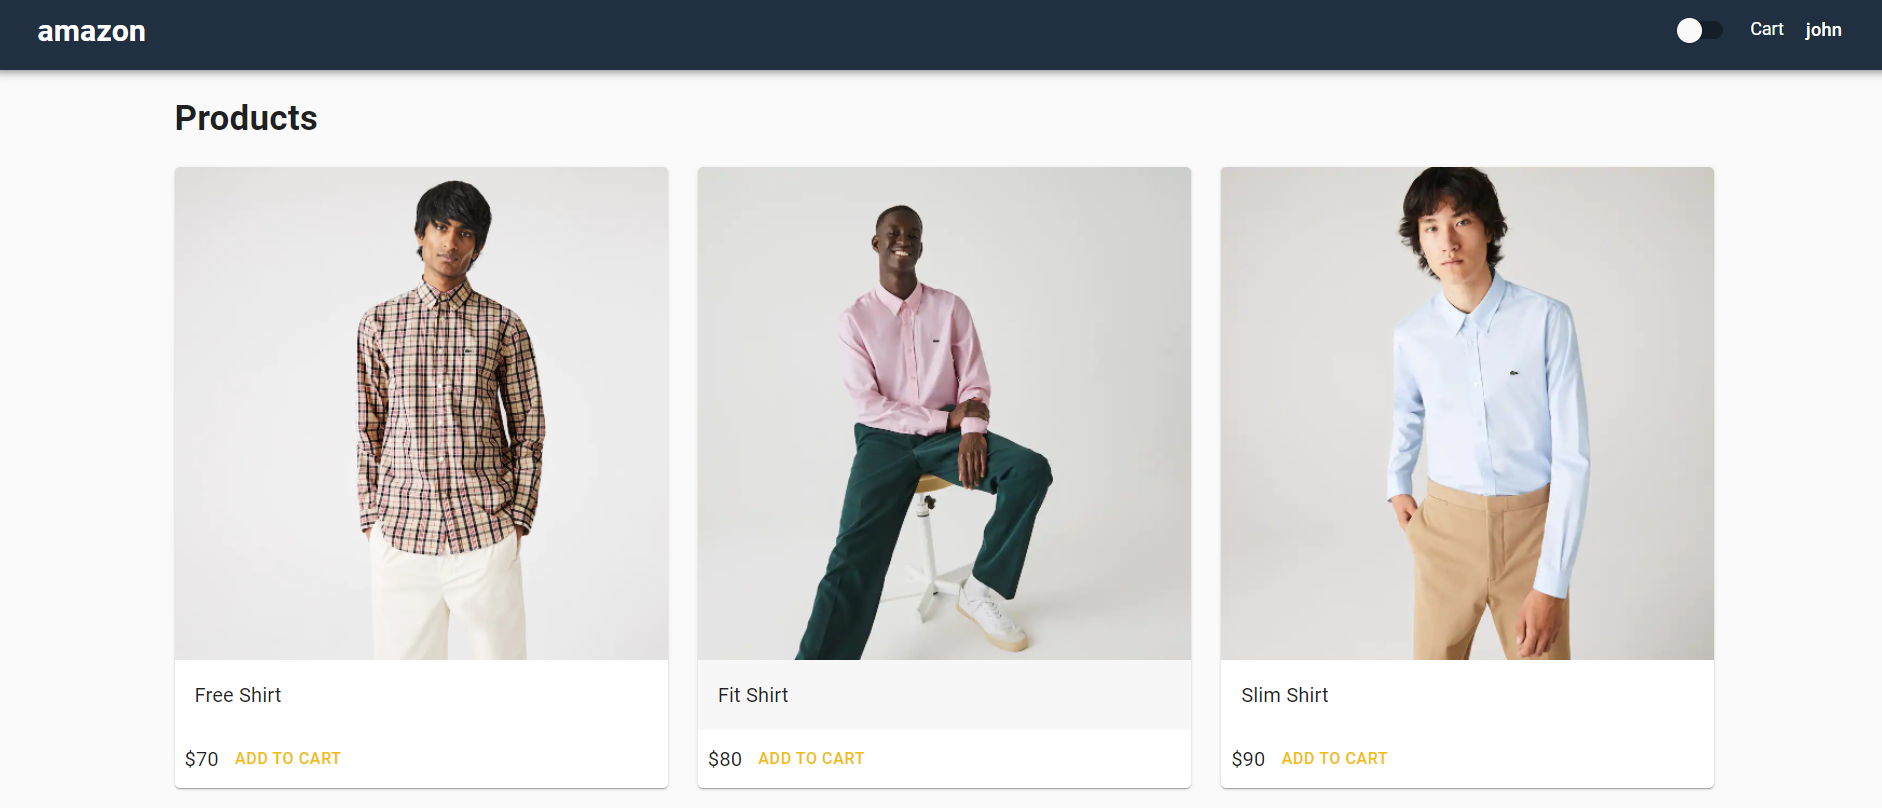 amazon
Cart john
Products
Free Shirt
$70 ADD TO CART
Fit Shirt
$80 ADD TO CART
Slim Shirt
$90 ADD TO CART